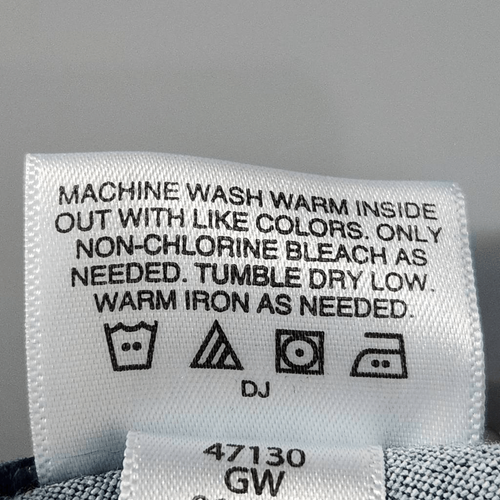 MACHINE WASH WARM INSIDE
OUT WITH LIKE COLORS. ONLY
NON-CHLORINE BLEACH AS
NEEDED. TUMBLE DRY LOW.
WARM IRON AS NEEDED.
DJ
47130
GW